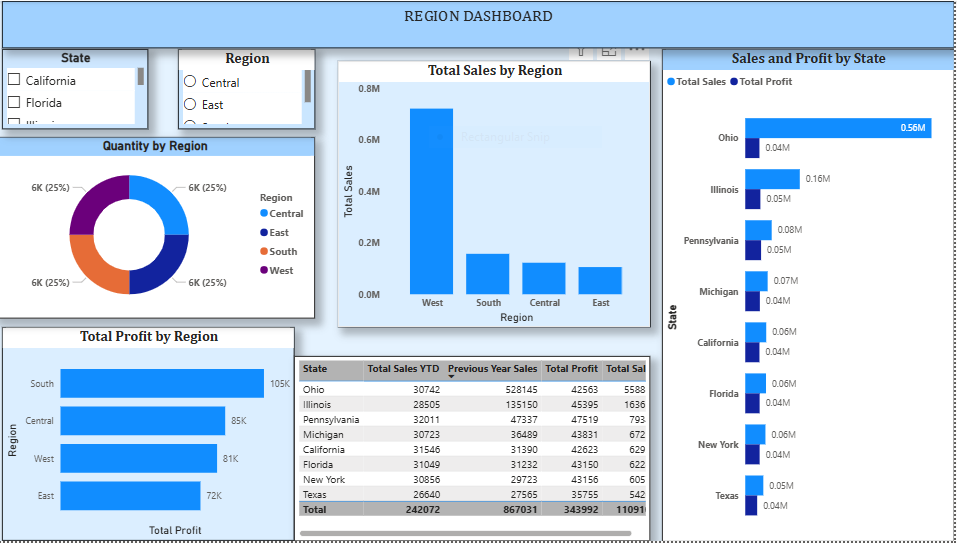 REGION DASHBOARD
State
California
Florida
Region
Central
East
Quantity by Region
6K (25%)
6K (25%)
6K (25%)
6K (25%)
Region
Central
East
South
West
Total Sales by Region
Total Sales
0.8M
0.6M
0.4M
0.2M
0.0M
West South Central East
Region
Rectangular Snip
Total Profit by Region
Region
South 105K
Central 85K
West 81K
East 72K
Total Profit
State Total Sales YTD Previous Year Sales Total Profit Total Sal
Ohio 30742 528145 42563 5588
Illinois 28505 135150 45395 1636
Pennsylvania 32011 47337 47519 793
Michigan 30723 36489 43831 672
California 31546 31390 42623 629
Florida 31049 31232 43150 622
New York 30856 29723 43156 605
Texas 26640 27565 35755 542
Total 242072 867031 343992 11091
Sales and Profit by State
Total Sales Total Profit
State
Ohio 0.56M
0.04M
Illinois 0.16M
0.05M
Pennsylvania 0.08M
0.05M
Michigan 0.07M
0.04M
California 0.06M
0.04M
Florida 0.06M
0.04M
New York 0.06M
0.04M
Texas 0.05M
0.04M